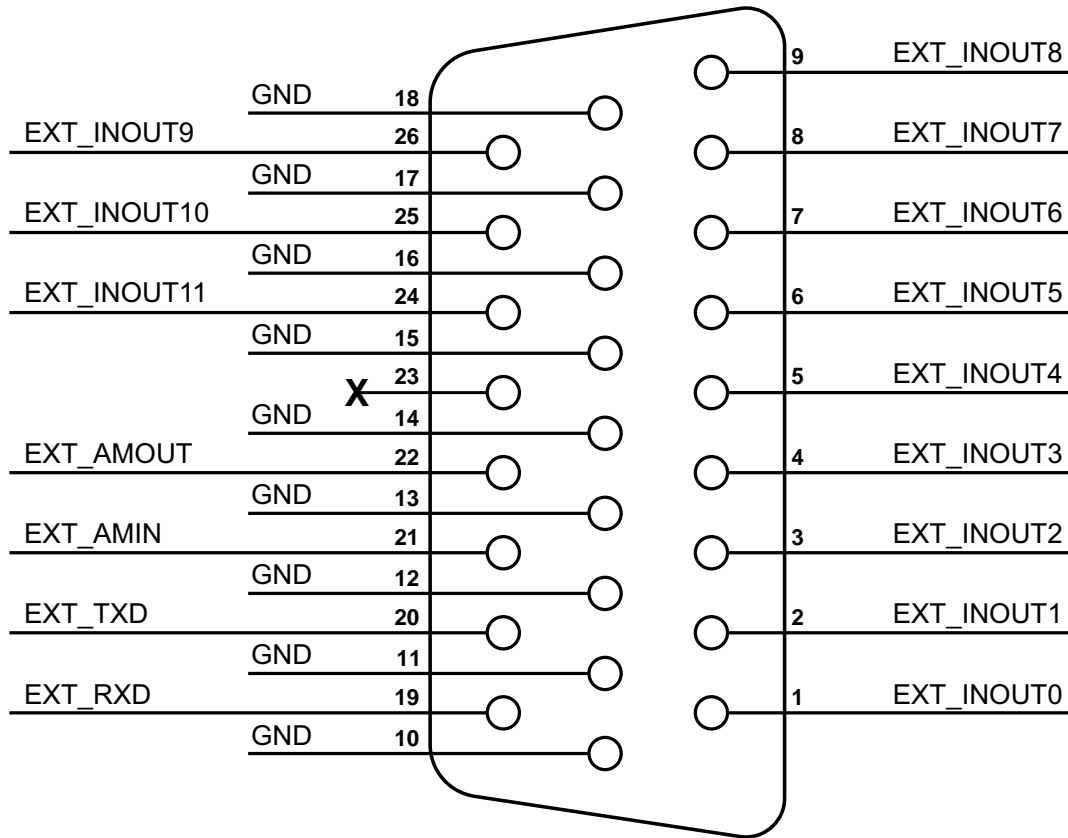 9 EXT_INOUT8
GND 18
EXT_INOUT9 26 8 EXT_INOUT7
GND 17
EXT_INOUT10 25 7 EXT_INOUT6
GND 16
EXT_INOUT11 24 6 EXT_INOUT5
GND 15
X 23 5 EXT_INOUT4
GND 14
EXT_AMOUT 22 4 EXT_INOUT3
GND 13
EXT_AMIN 21 3 EXT_INOUT2
GND 12
EXT_TXD 20 2 EXT_INOUT1
GND 11
EXT_RXD 19 1 EXT_INOUT0
GND 10